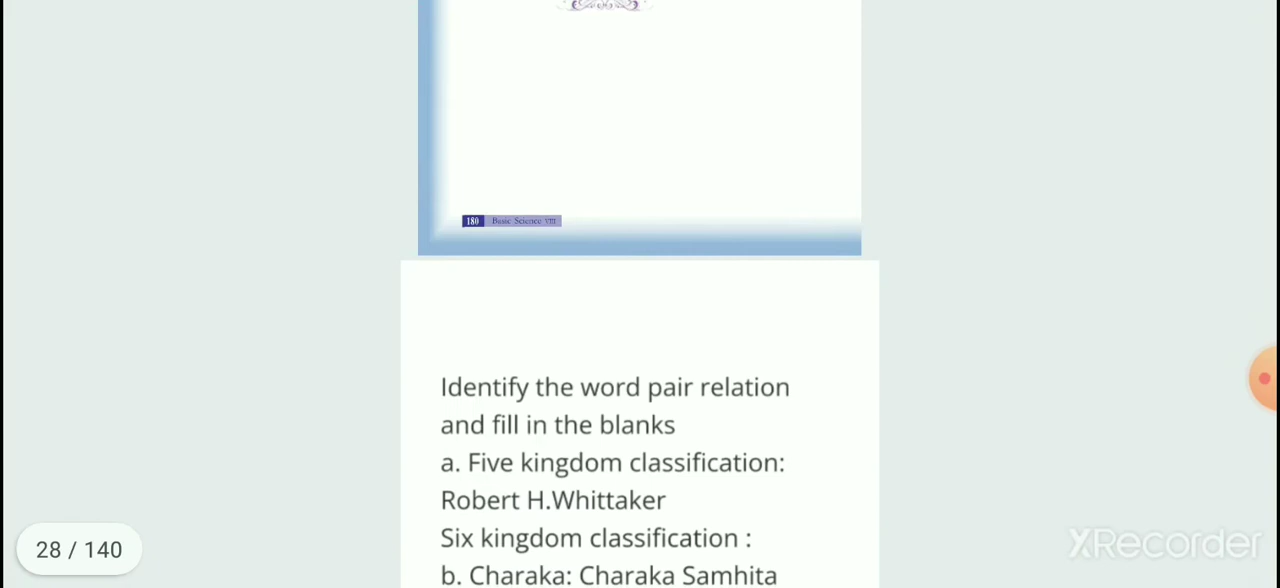 180 Basic Science VIII
Identify the word pair relation
and fill in the blanks
a. Five kingdom classification:
Robert H.Whittaker
Six kingdom classification :
b. Charaka: Charaka Samhita
28 / 140
XRecorder